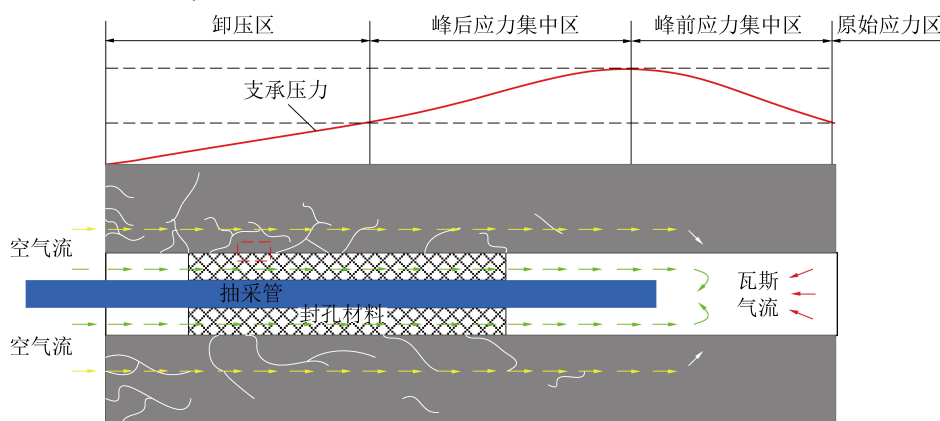 卸压区
峰后应力集中区
峰前应力集中区
原始应力区
支承压力
空气流
抽采管
瓦斯
气流
封孔材料
空气流